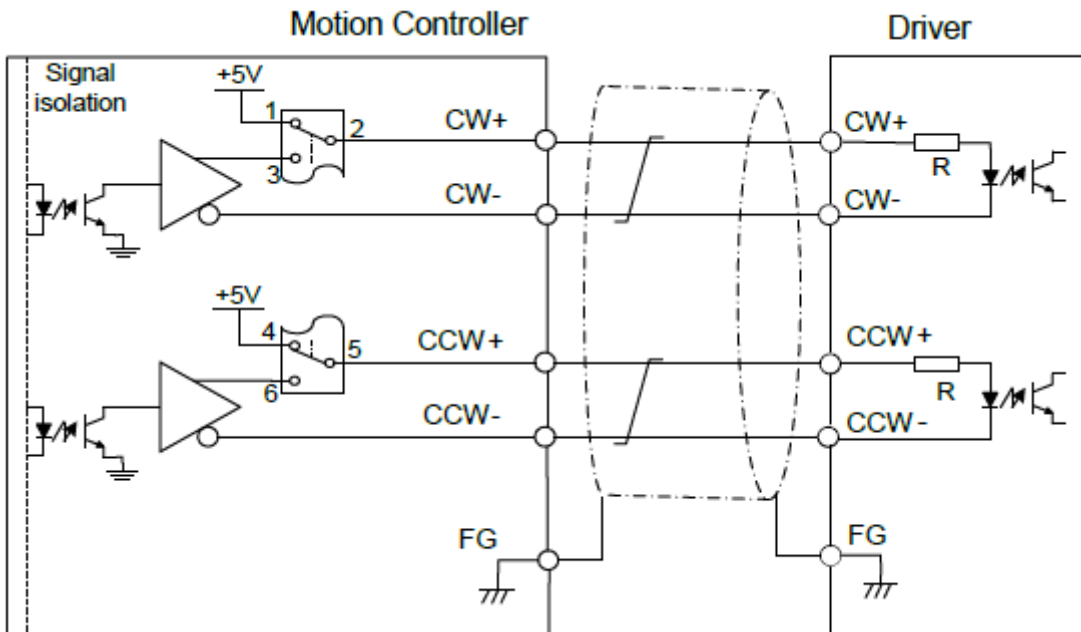 Motion Controller
Driver
Signal
isolation
+5V
1
2
3
CW+
CW+
R
CW-
CW-
+5V
4
5
6
CCW+
CCW+
R
CCW-
CCW-
FG
FG